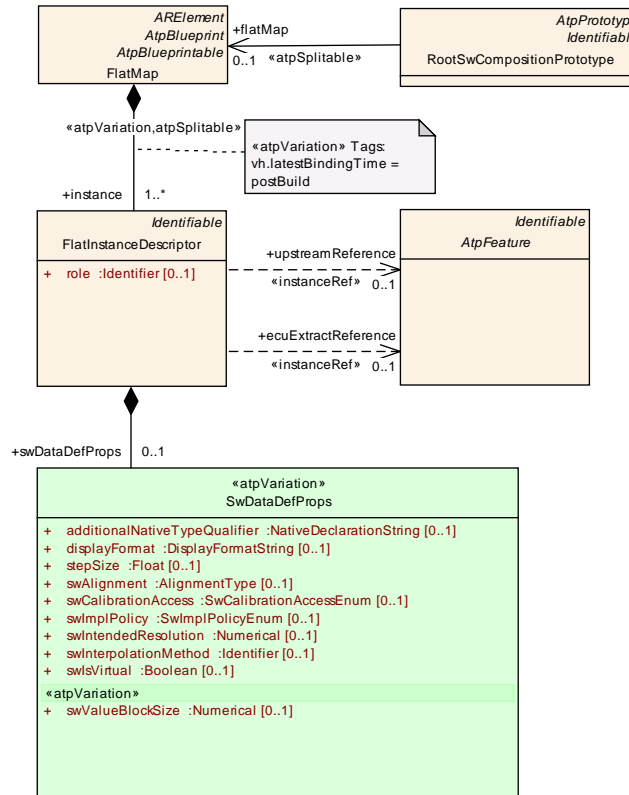 ARElement
AtpBlueprint
AtpBlueprintable
FlatMap
+flatMap
0..1
«atpSplitable»
AtpPrototype
Identifiable
RootSwCompositionPrototype
«atpVariation,atpSplitable»
«atpVariation» Tags:
vh.latestBindingTime =
postBuild
+instance
1..*
Identifiable
FlatInstanceDescriptor
+ role :Identifier [0..1]
+upstreamReference
«instanceRef»
0..1
+ecuExtractReference
«instanceRef»
0..1
Identifiable
AtpFeature
+swDataDefProps
0..1
«atpVariation»
SwDataDefProps
+ additionalNativeTypeQualifier :NativeDeclarationString [0..1]
+ displayFormat :DisplayFormatString [0..1]
+ stepSize :Float [0..1]
+ swAlignment :AlignmentType [0..1]
+ swCalibrationAccess :SwCalibrationAccessEnum [0..1]
+ swImplPolicy :SwImplPolicyEnum [0..1]
+ swIntendedResolution :Numerical [0..1]
+ swInterpolationMethod :Identifier [0..1]
+ swIsVirtual :Boolean [0..1]
«atpVariation»
+ swValueBlockSize :Numerical [0..1]